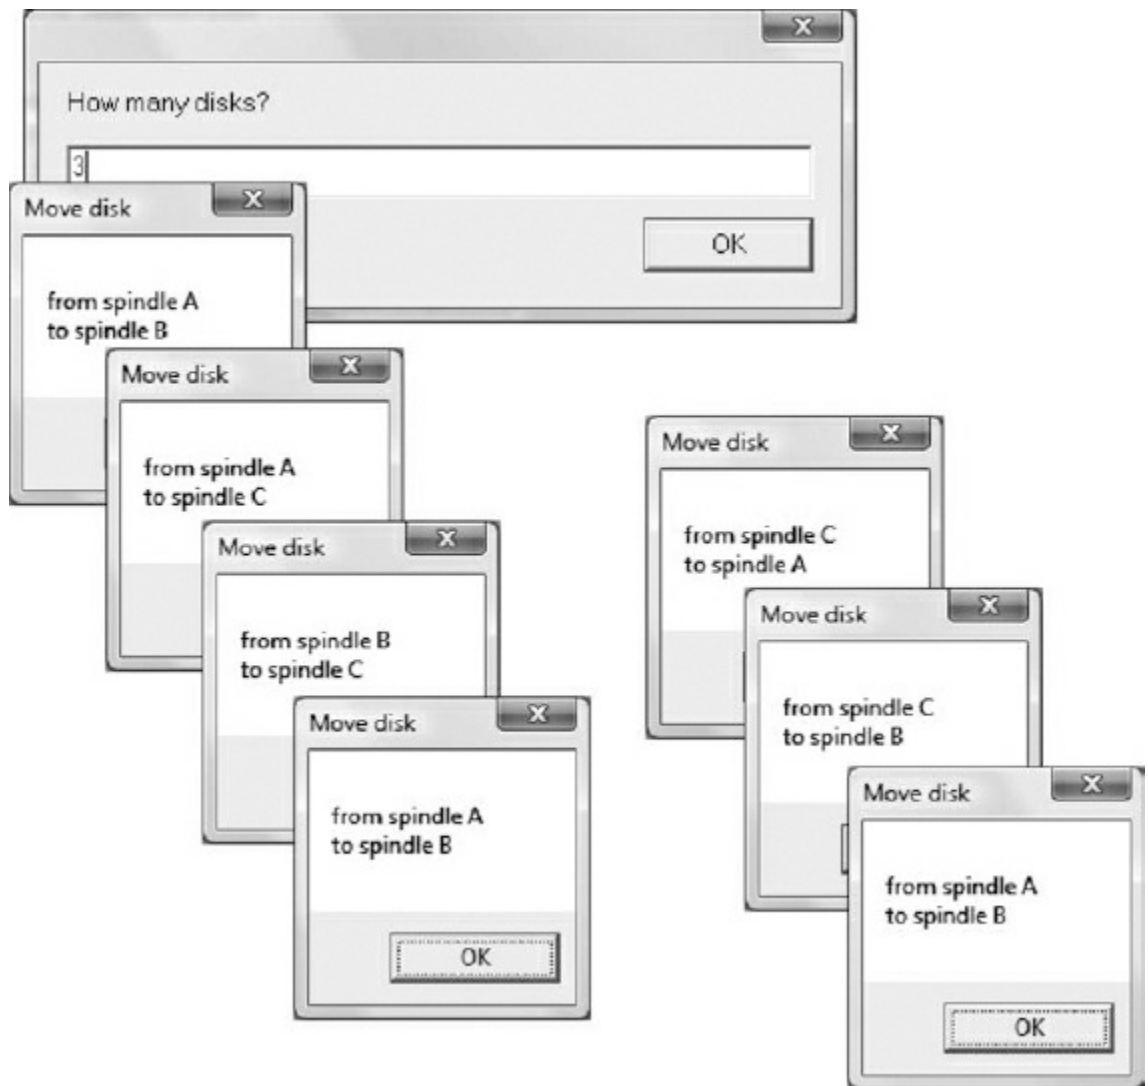 How many disks?
3
OK
Move disk
from spindle A
to spindle B
Move disk
from spindle A
to spindle C
Move disk
from spindle B
to spindle C
Move disk
from spindle A
to spindle B
OK
Move disk
from spindle C
to spindle A
Move disk
from spindle C
to spindle B
Move disk
from spindle A
to spindle B
OK